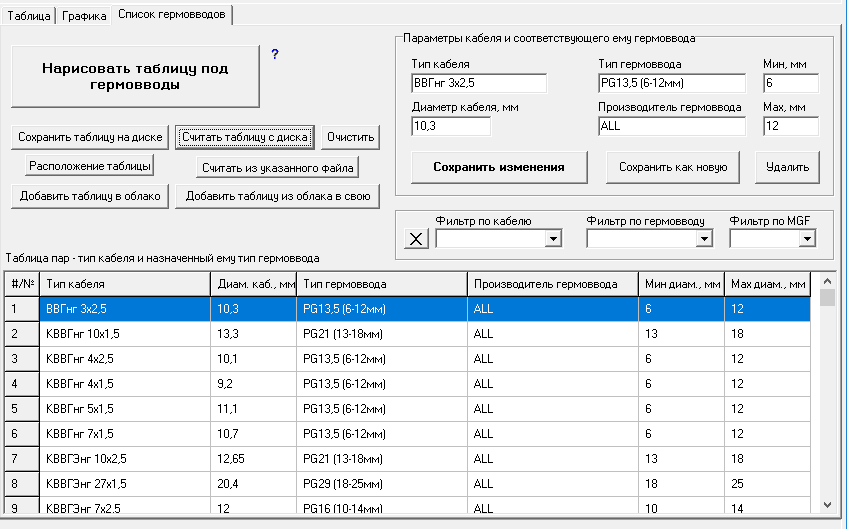 Таблица Графика Список гермовводов
Нарисовать таблицу под гермовводы
?
Сохранить таблицу на диске Считать таблицу с диска Очистить
Расположение таблицы Считать из указанного файла
Добавить таблицу в облако Добавить таблицу из облака в свою
Параметры кабеля и соответствующего ему гермоввода
Тип кабеля Тип гермоввода Мин, мм
ВВГнг 3x2,5 PG13,5 (6-12мм) 6
Диаметр кабеля, мм Производитель гермоввода Мах, мм
10,3 ALL 12
Сохранить изменения Сохранить как новую Удалить
Фильтр по кабелю Фильтр по гермовводу Фильтр по MGF
X
Таблица пар - тип кабеля и назначенный ему тип гермоввода
#/№ Тип кабеля Диам. каб., мм Тип гермоввода Производитель гермоввода Мин диам., мм Мах диам., мм
1 ВВГнг 3x2,5 10,3 PG13,5 (6-12мм) ALL 6 12
2 КВВГнг 10x1,5 13,3 PG21 (13-18мм) ALL 13 18
3 КВВГнг 4x2,5 10,1 PG13,5 (6-12мм) ALL 6 12
4 КВВГнг 4x1,5 9,2 PG13,5 (6-12мм) ALL 6 12
5 КВВГнг 5x1,5 11,1 PG13,5 (6-12мм) ALL 6 12
6 КВВГнг 7x1,5 10,7 PG13,5 (6-12мм) ALL 6 12
7 КВВГЭнг 10x2,5 12,65 PG21 (13-18мм) ALL 13 18
8 КВВГЭнг 27x1,5 20,4 PG29 (18-25мм) ALL 18 25
9 КВВГЭнг 7x2,5 12 PG16 (10-14мм) ALL 10 14